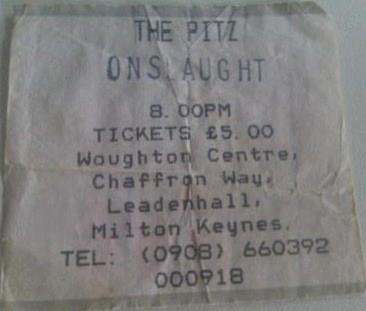 THE PITZ
ONSLAUGHT
8.00PM
TICKETS £5.00
Woughton Centre,
Chaffron Way,
Leadenhall,
Milton Keynes.
TEL: (0908) 660392
000918